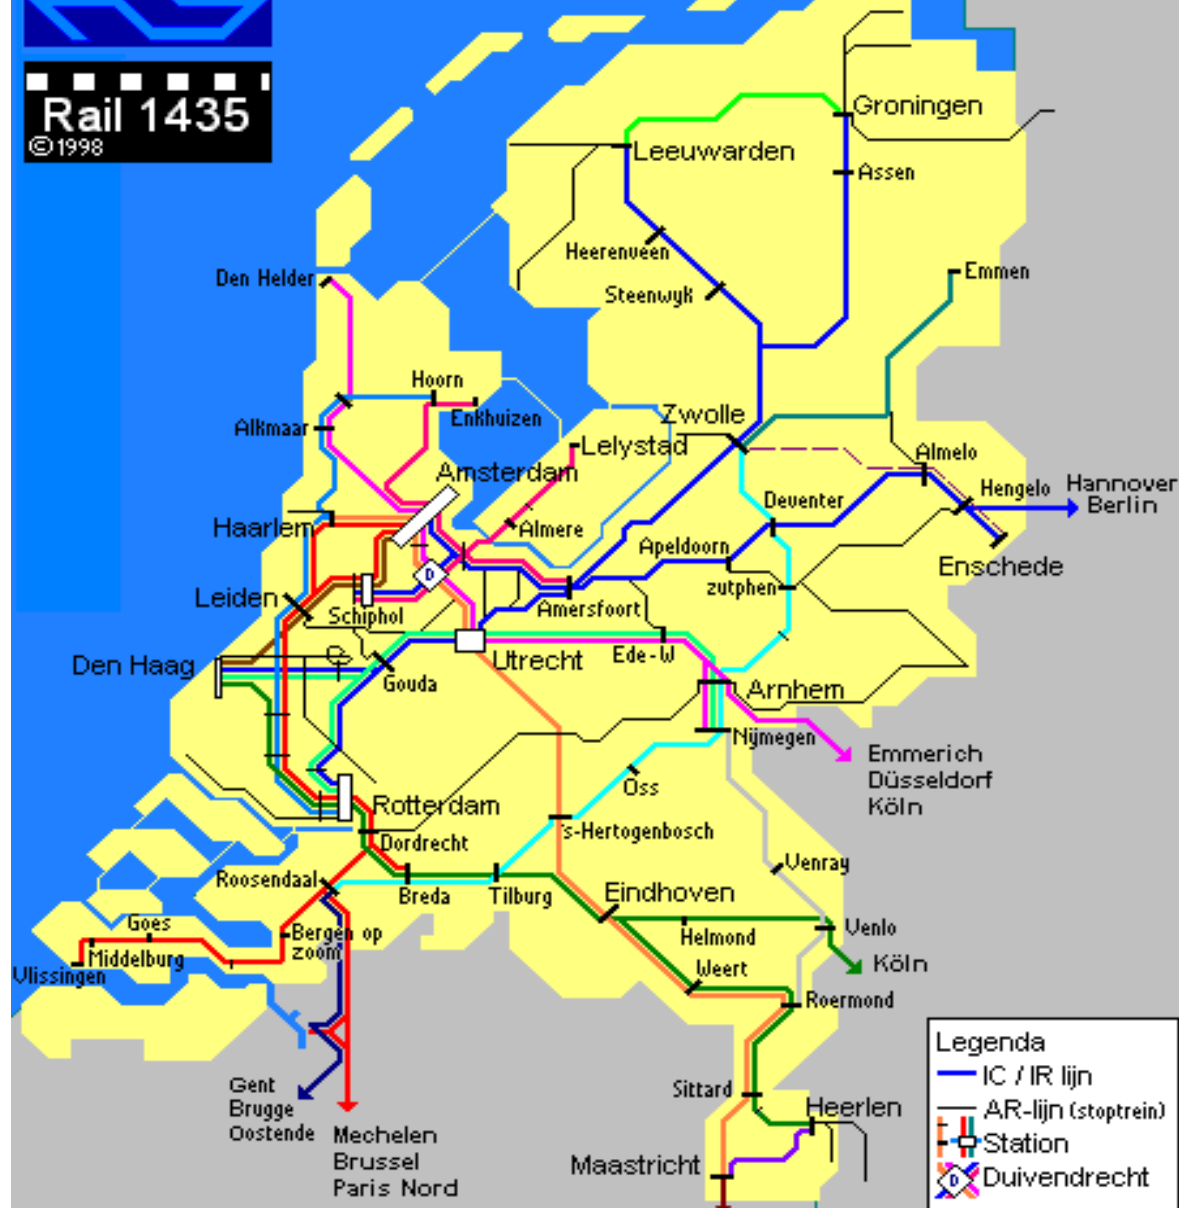 Rail 1435
©1998
Groningen
Leeuwarden
Assen
Heerenveen
Emmen
Den Helder
Steenwyk
Hoorn
Enkhuizen
Zwolle
Alkmaar
Lelystad
Almelo
Amsterdam
Hengelo
Hannover
Berlin
Deventer
Haarlem
Almere
Apeldoorn
Enschede
Leiden
Schiphol
D
Amersfoort
zutphen
Den Haag
Utrecht
Ede-W
Gouda
Arnhem
Nijmegen
Emmerich
Düsseldorf
Köln
Oss
Rotterdam
's-Hertogenbosch
Dordrecht
Venray
Roosendaal
Breda
Tilburg
Eindhoven
Goes
Bergen op
zoom
Helmond
Venlo
Middelburg
Vlissingen
Köln
Weert
Roermond
Gent
Brugge
Oostende
Mechelen
Brussel
Paris Nord
Sittard
Heerlen
Maastricht
Legenda
IC / IR lijn
AR-lijn (stoptrein)
Station
D
Duivendrecht